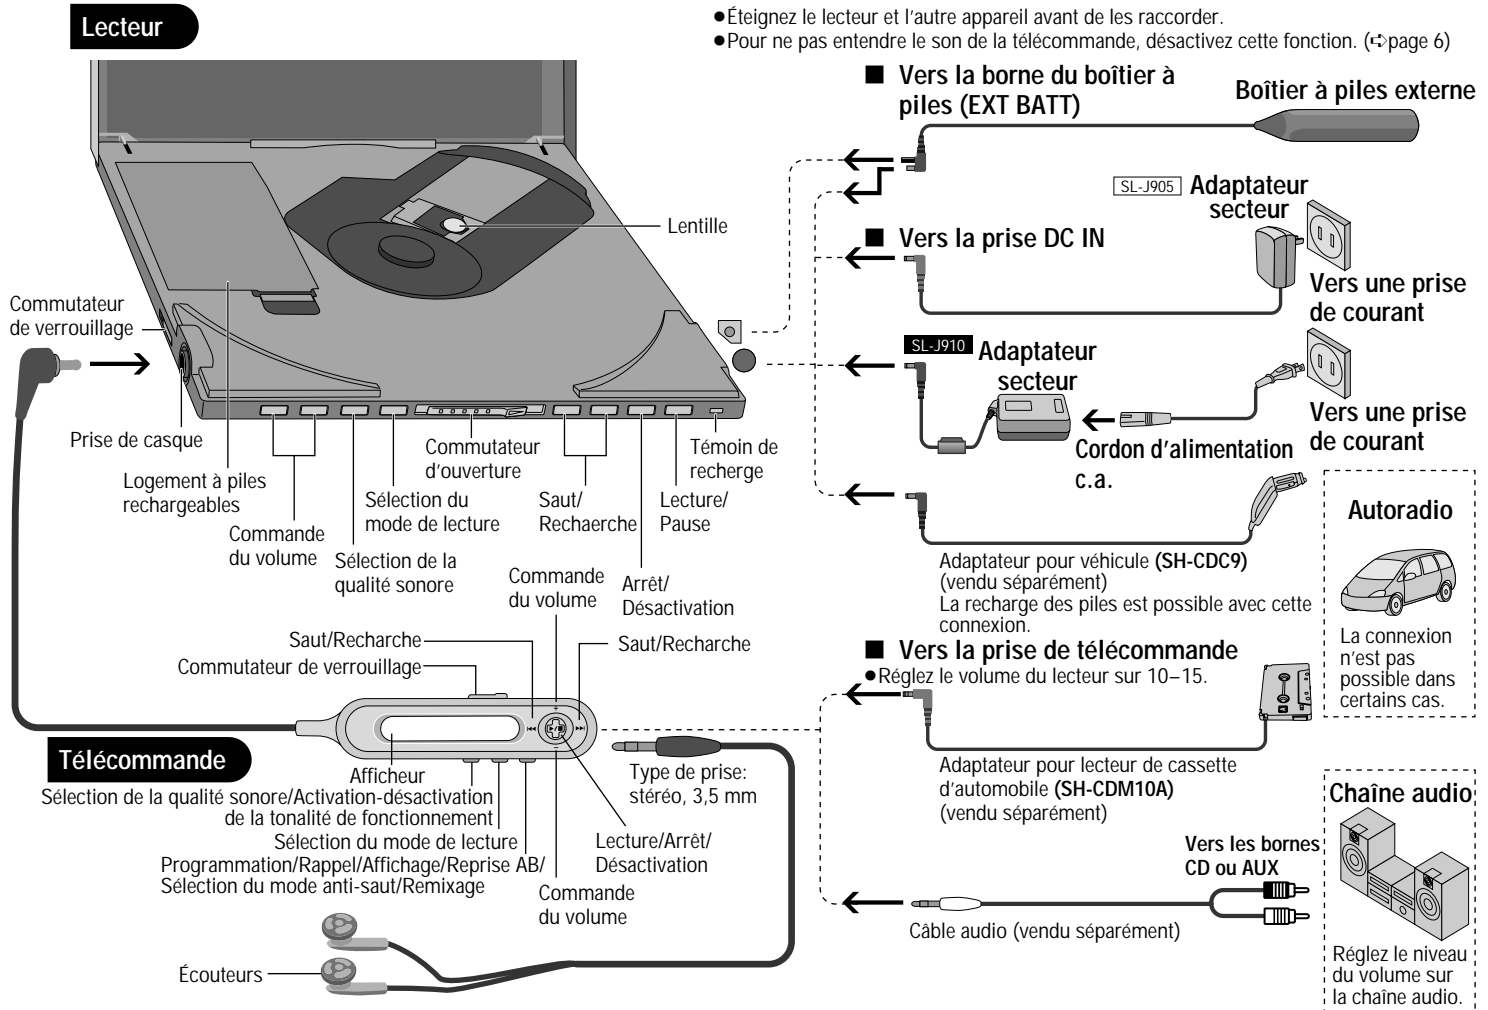 Lecteur
●Éteignez le lecteur et l'autre appareil avant de les raccorder.
●Pour ne pas entendre le son de la télécommande, désactivez cette fonction. (➪page 6)
■ Vers la borne du boîtier à
piles (EXT BATT)
Boîtier à piles externe
SL-J905
Adaptateur
secteur
Lentille
■ Vers la prise DC IN
Vers une prise
de courant
Commutateur
de verrouillage
SL-J910
Adaptateur
secteur
Vers une prise
de courant
Cordon d'alimentation
c.a.
Prise de casque
Logement à piles
rechargeables
Commande
du volume
Sélection de la
qualité sonore
Sélection du
mode de lecture
Commutateur
d'ouverture
Saut/
Rechaerche
Arrêt/
Désactivation
Lecture/
Pause
Témoin de
recherge
Adaptateur pour véhicule (SH-CDC9)
(vendu séparément)
La recharge des piles est possible avec cette
connexion.
Autoradio
La connexion
n'est pas
possible dans
certains cas.
Commande
du volume
Saut/Recharche
Saut/Recharche
Commutateur de verrouillage
■ Vers la prise de télécommande
●Réglez le volume du lecteur sur 10–15.
Télécommande
Afficheur
Sélection de la qualité sonore/Activation-désactivation
de la tonalité de fonctionnement
Sélection du mode de lecture
Programmation/Rappel/Affichage/Reprise AB/
Sélection du mode anti-saut/Remixage
Type de prise:
stéréo, 3,5 mm
Lecture/Arrêt/
Désactivation
Commande
du volume
Écouteurs
Adaptateur pour lecteur de cassette
d'automobile (SH-CDM10A)
(vendu séparément)
Vers les bornes
CD ou AUX
Câble audio (vendu séparément)
Chaîne audio
Réglez le niveau
du volume sur
la chaîne audio.